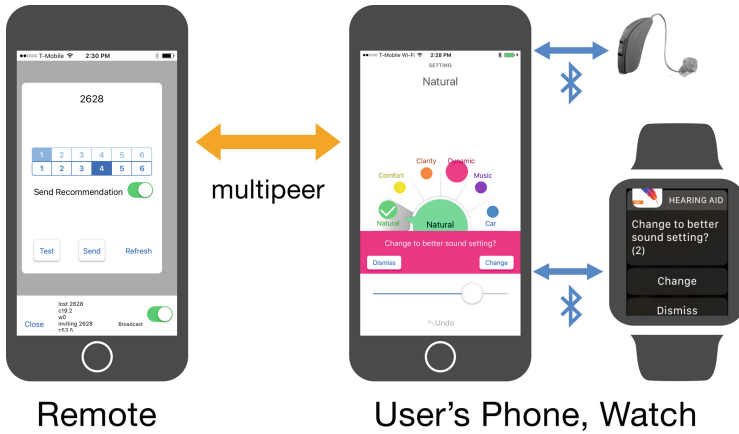 T-Mobile 2:30 PM
2628
1 2 3 4 5 6
1 2 3 4 5 6
Send Recommendation
Test Send Refresh
Close
lost 2628
c19.2
w0
inviting 2628
c53.5
Broadcast
Remote
multipeer
T-Mobile Wi-Fi 2:28 PM
SETTING
Natural
Clarity Dynamic
Comfort Music
Natural Natural Car
Change to better sound setting?
Dismiss Change
Undo
HEARING AID
Change to better
sound setting?
(2)
Change
Dismiss
User's Phone, Watch